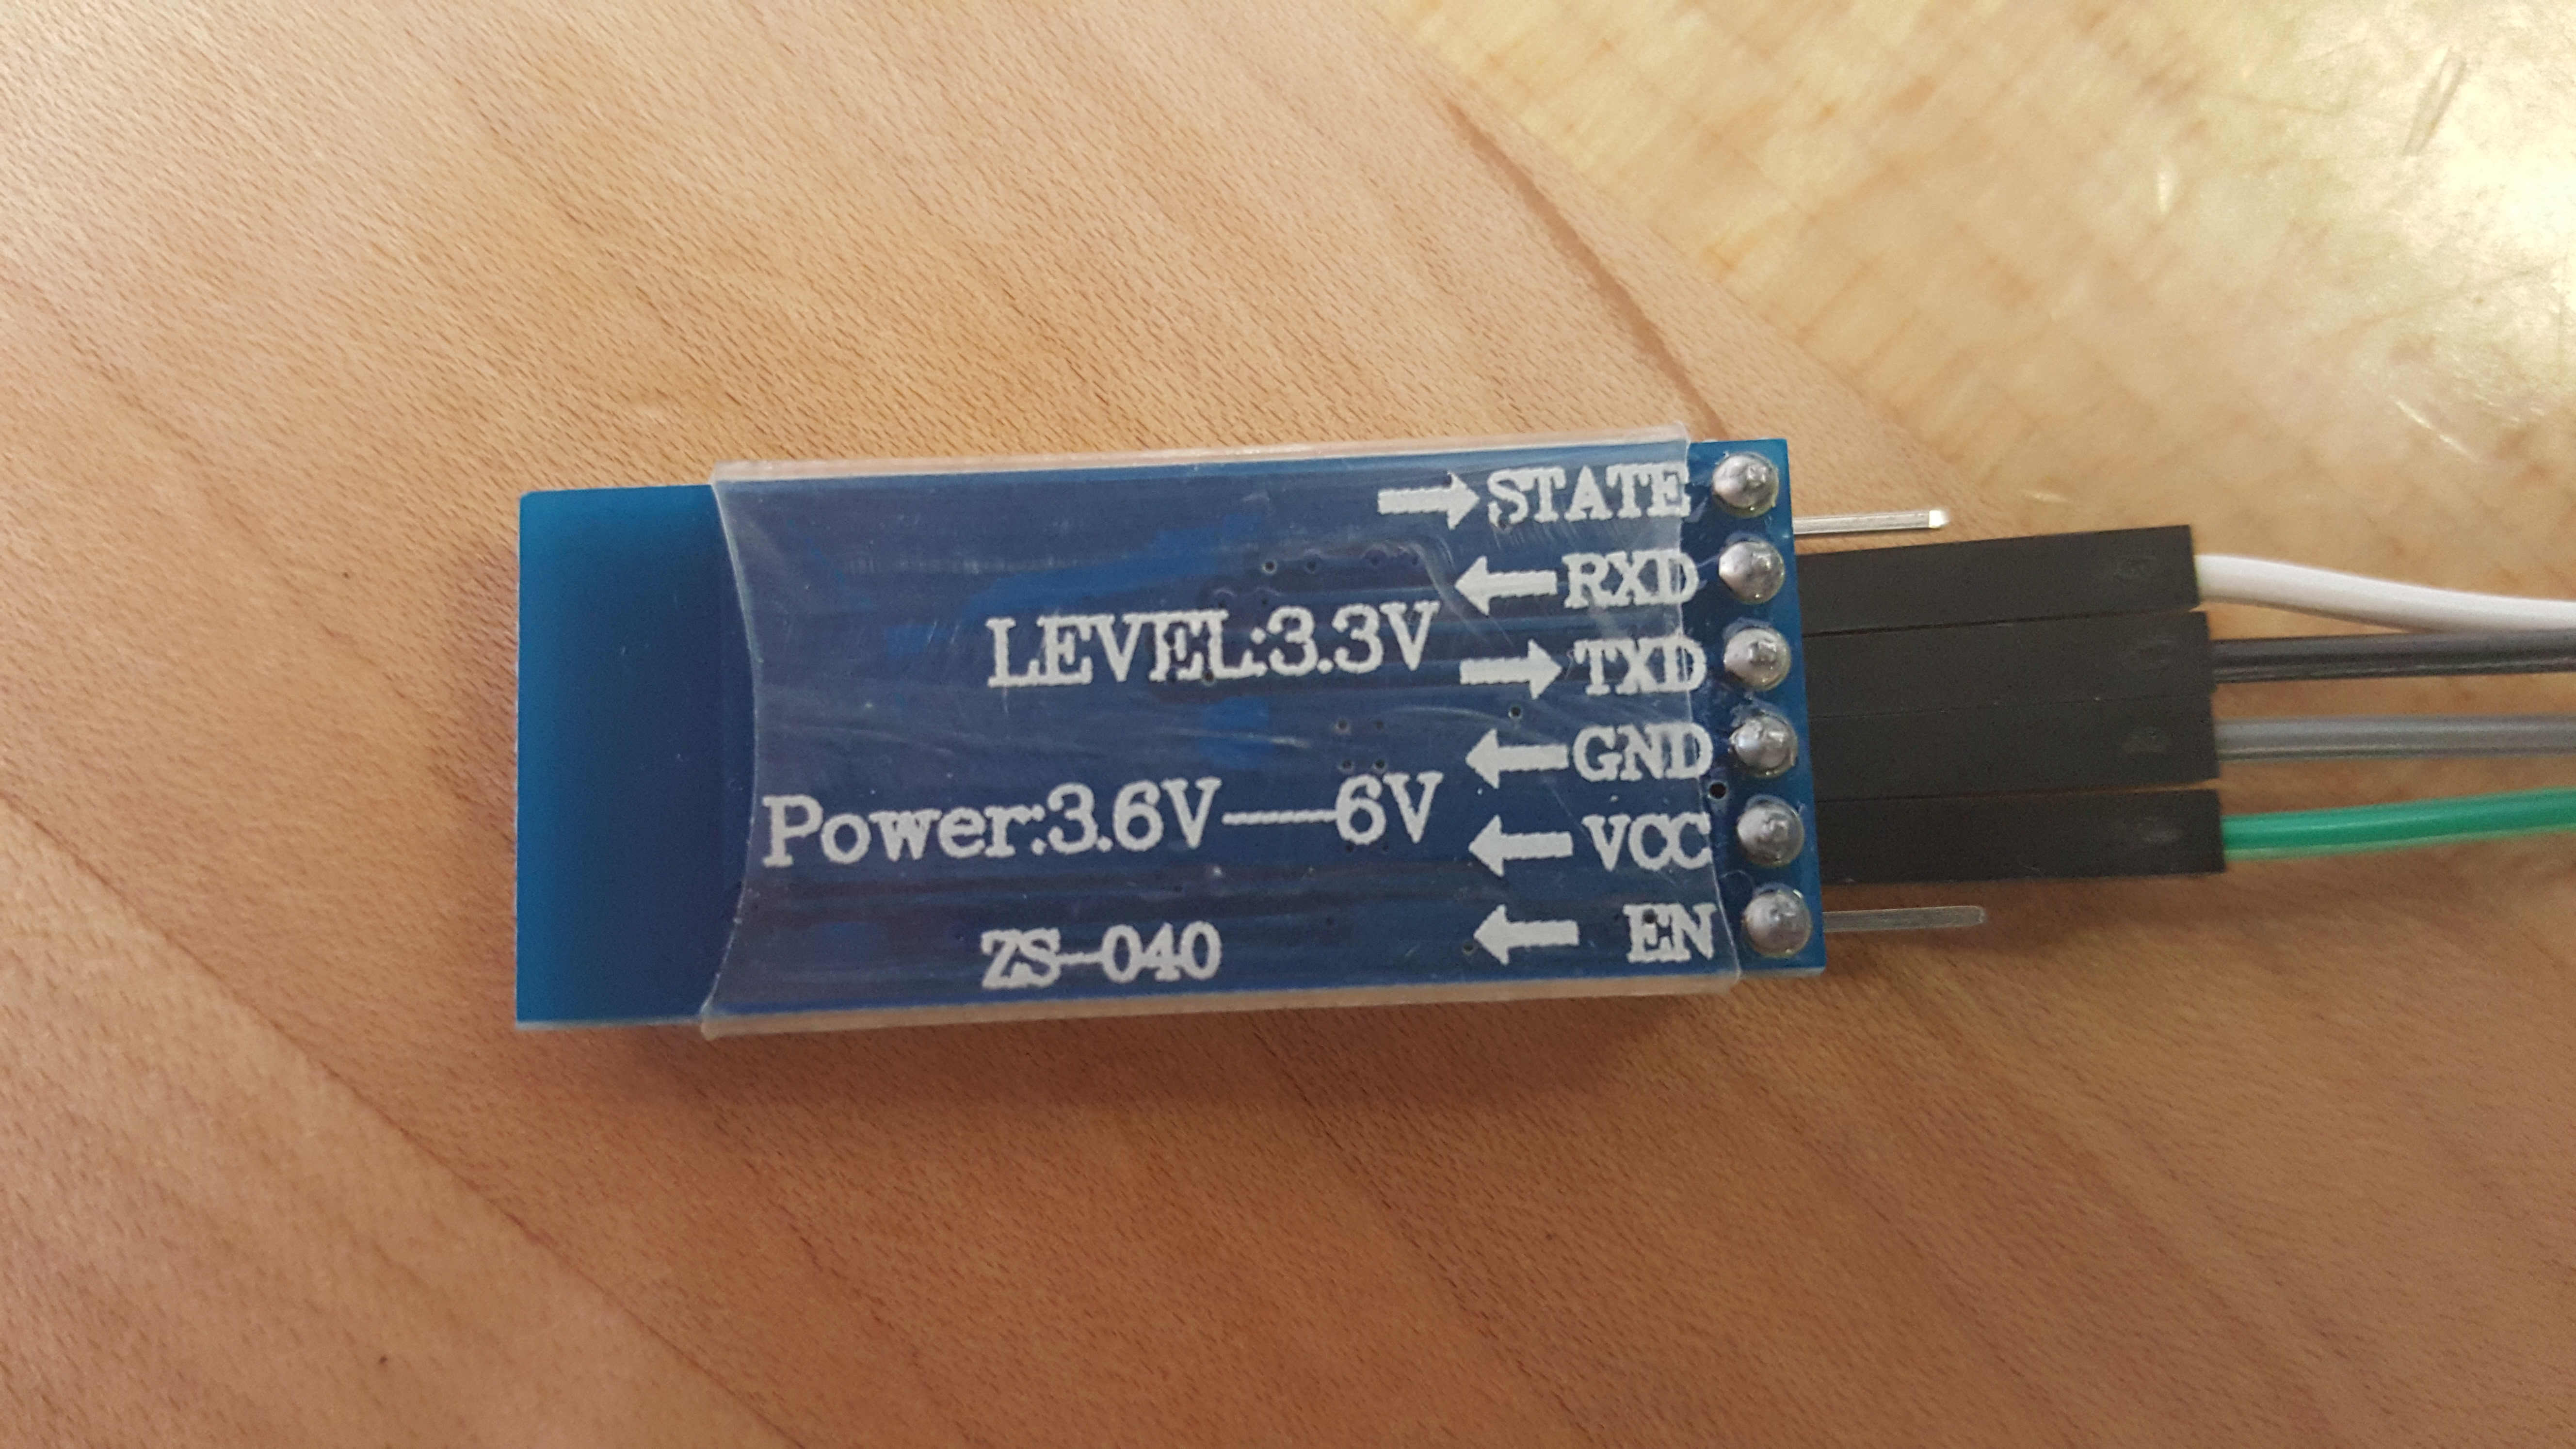 STATE
RXD
LEVEL:3.3V
TXD
GND
Power:3.6V—6V
VCC
EN
ZS-040